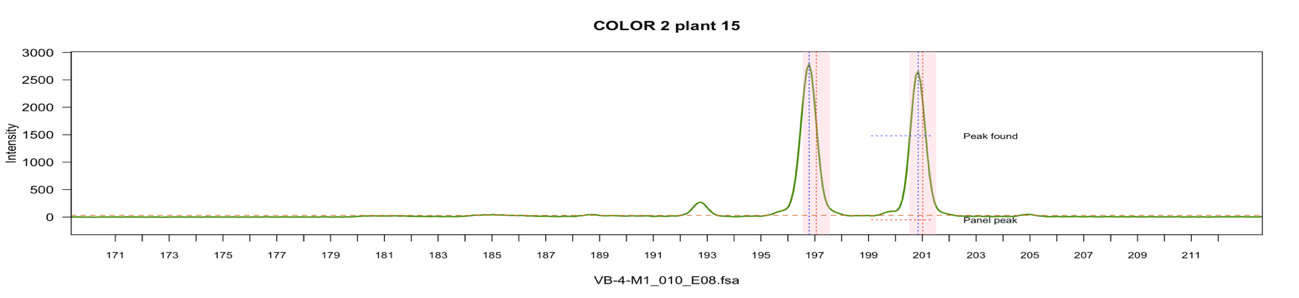 COLOR 2 plant 15
Intensity
3000
2500
2000
1500
1000
500
0
Peak found
Panel peak
171 173 175 177 179 181 183 185 187 189 191 193 195 197 199 201 203 205 207 209 211
VB-4-M1_010_E08.fsa